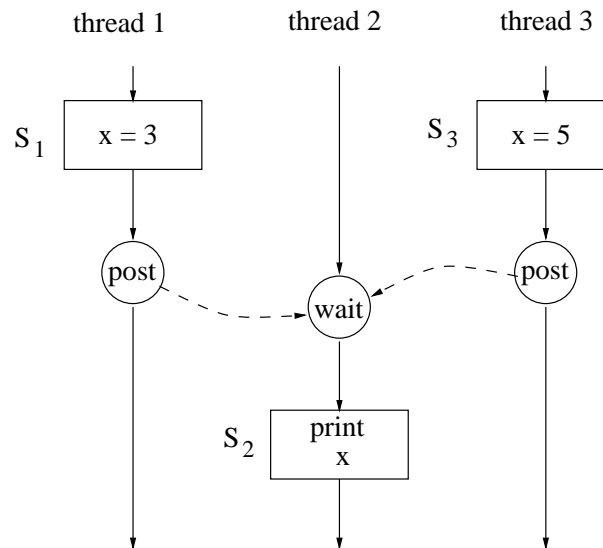 thread 1 thread 2 thread 3
S1 x = 3 S3 x = 5
post post
wait
S2 print
x